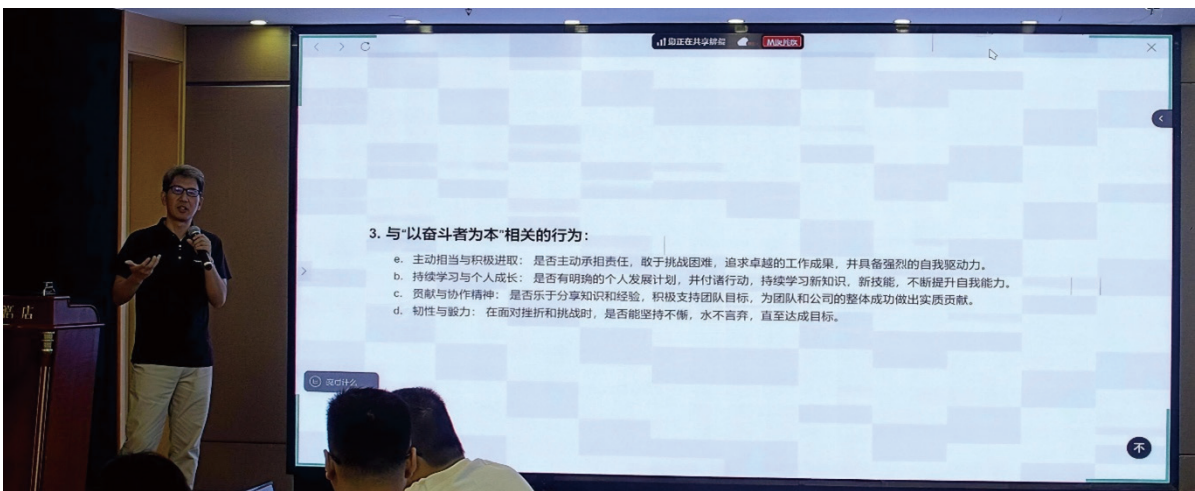 您正在共享屏幕
3. 与“以奋斗者为本”相关的行为：
e. 主动相当与积极进取： 是否主动承担责任，敢于挑战困难，追求卓越的工作成果，并具备强烈的自我驱动力。
b. 持续学习与个人成长： 是否有明确的个人发展计划，并付诸行动，持续学习新知识，新技能，不断提升自我能力。
c. 贡献与协作精神： 是否乐于分享知识和经验，积极支持团队目标，为团队和公司的整体成功做出实质贡献。
d. 韧性与毅力： 在面对挫折和挑战时，是否能坚持不懈，水不言弃，直至达成目标。
店